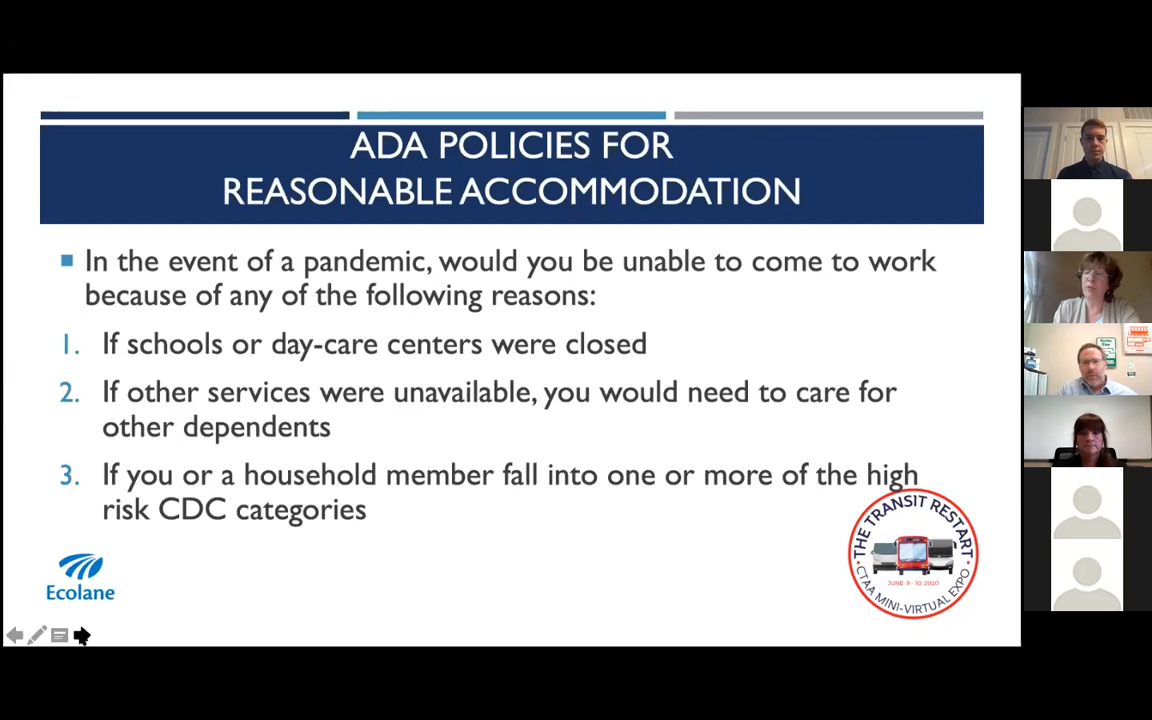 ADA POLICIES FOR
REASONABLE ACCOMMODATION
In the event of a pandemic, would you be unable to come to work
because of any of the following reasons:
1. If schools or day-care centers were closed
2. If other services were unavailable, you would need to care for
other dependents
3. If you or a household member fall into one or more of the high
risk CDC categories
Ecolane
THE TRANSIT RESTART
JUNE 9 - 10, 2020
CTAA MINI-VIRTUAL EXPO